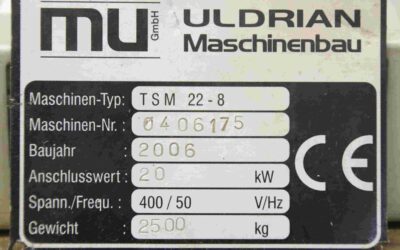 mu GmbH ULDRIAN
Maschinenbau
Maschinen-Typ: TSM 22-8
Maschinen-Nr.: 0406175
Baujahr : 2006
Anschlusswert : 20 kW
Spann./Frequ. : 400/50 V/Hz
Gewicht : 2500 kg
CE